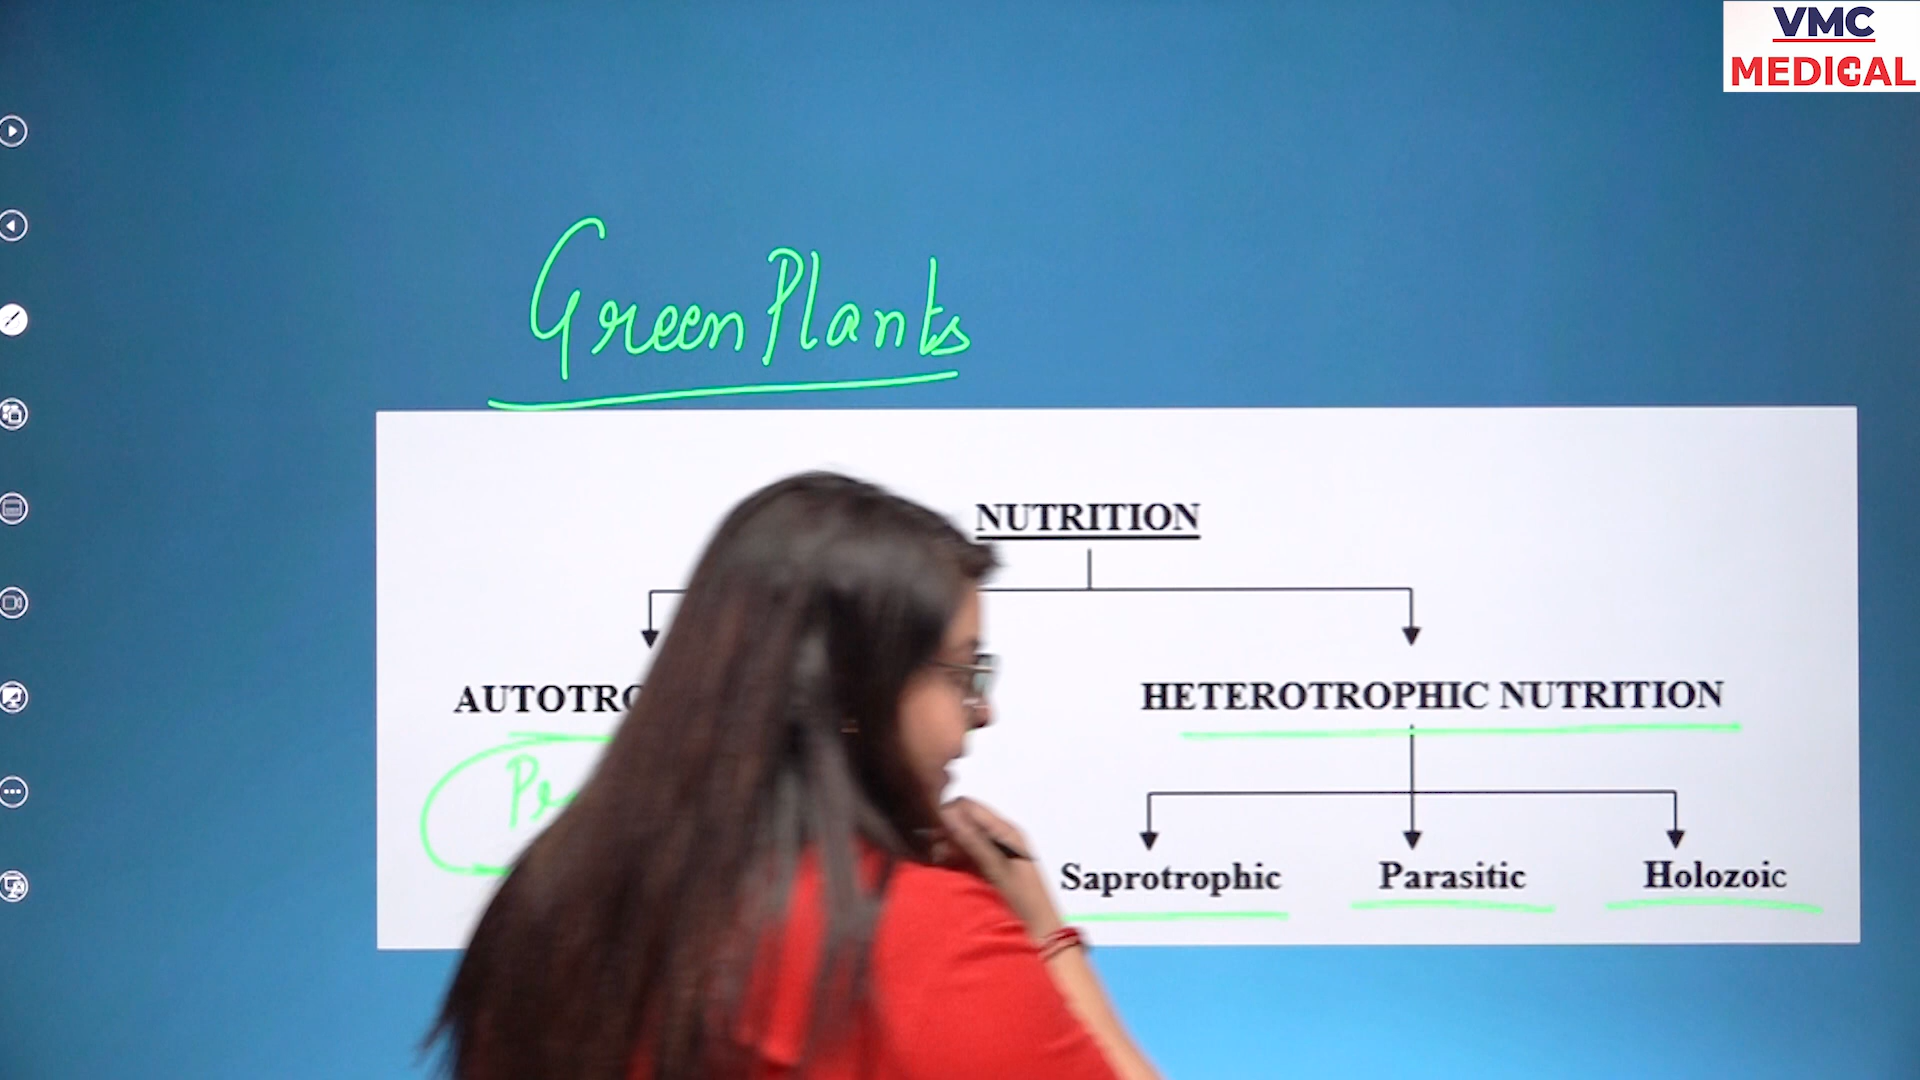 VMC
MEDICAL
Green Plants
NUTRITION
HETEROTROPHIC NUTRITION
Saprotrophic
Parasitic
Holozoic